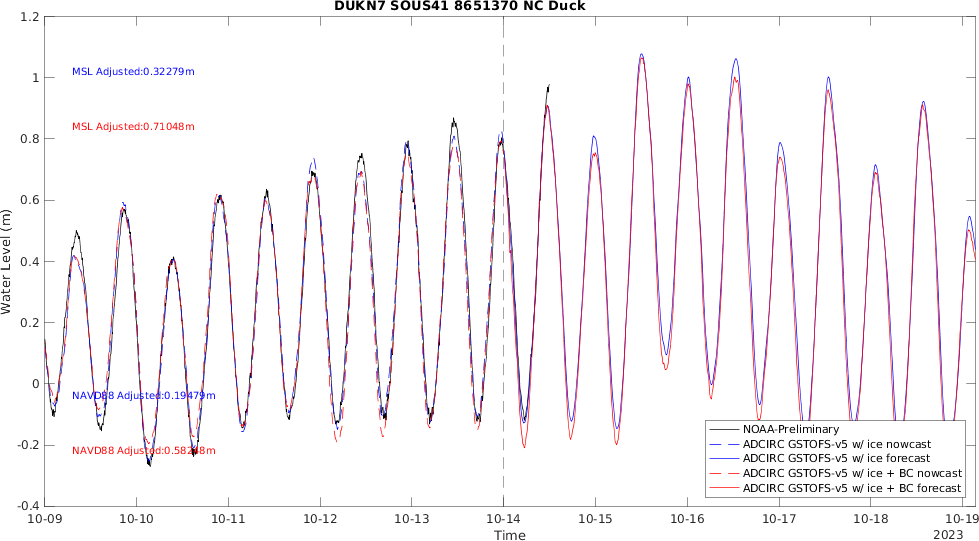 DUKN7 SOUS41 8651370 NC Duck
1.2
1
0.8
0.6
0.4
0.2
0
-0.2
-0.4
Water Level (m)
MSL Adjusted:0.32279m
MSL Adjusted:0.71048m
NAVD88 Adjusted:0.19479m
NAVD88 Adjusted:
NOAA-Preliminary
ADCIRC GSTOFS-v5 w/ ice nowcast
ADCIRC GSTOFS-v5 w/ ice forecast
ADCIRC GSTOFS-v5 w/ ice + BC nowcast
ADCIRC GSTOFS-v5 w/ ice + BC forecast
10-09 10-10 10-11 10-12 10-13 10-14 10-15 10-16 10-17 10-18 10-19
Time
2023